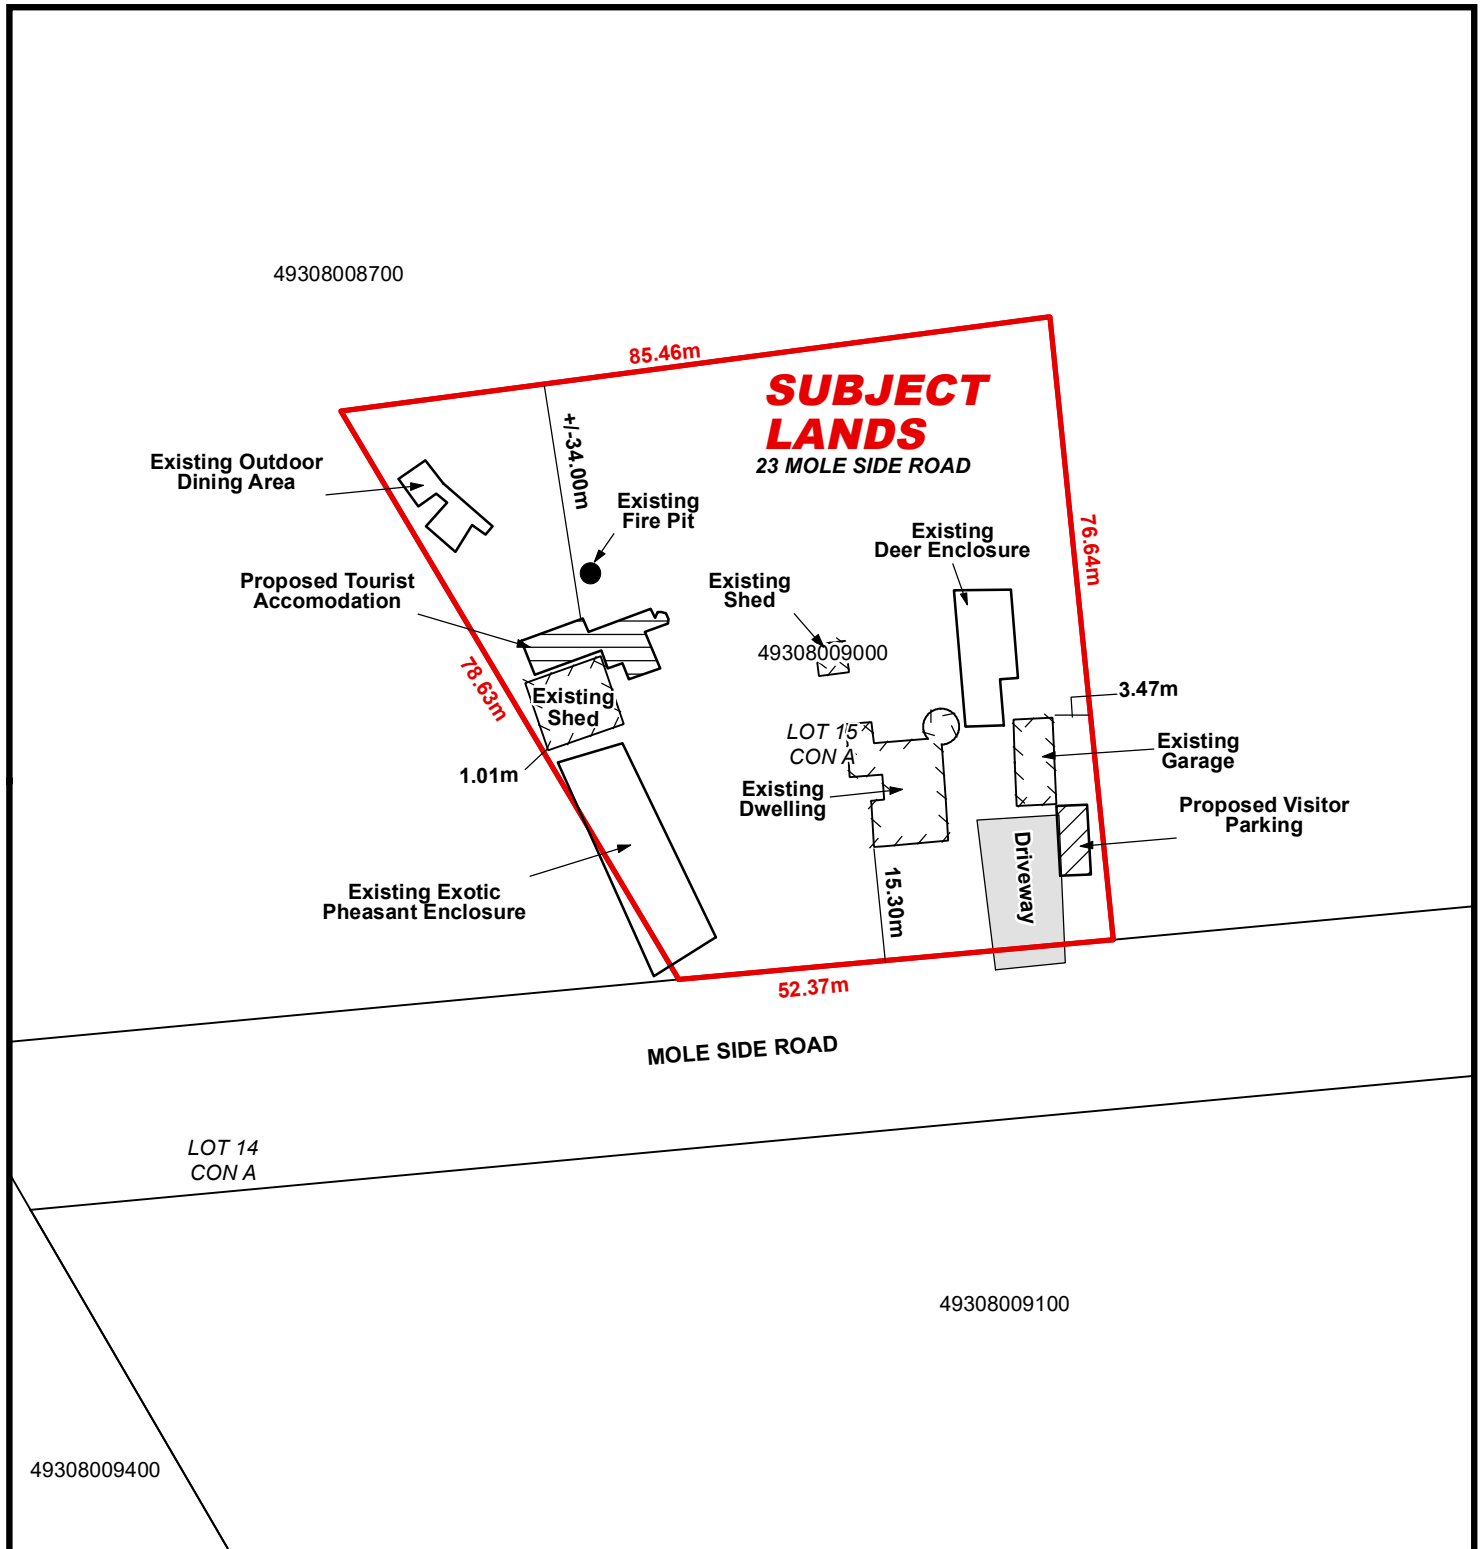 49308008700
85.46m
SUBJECT
LANDS
23 MOLE SIDE ROAD
+/-34.00m
Existing Outdoor
Dining Area
Existing
Fire Pit
76.64m
Existing
Deer Enclosure
Proposed Tourist
Accomodation
Existing
Shed
49308009000
78.63m
Existing
Shed
3.47m
LOT 15
CON A
Existing
Garage
1.01m
Existing
Dwelling
Proposed Visitor
Parking
Driveway
15.30m
Existing Exotic
Pheasant Enclosure
52.37m
MOLE SIDE ROAD
LOT 14
CON A
49308009100
49308009400